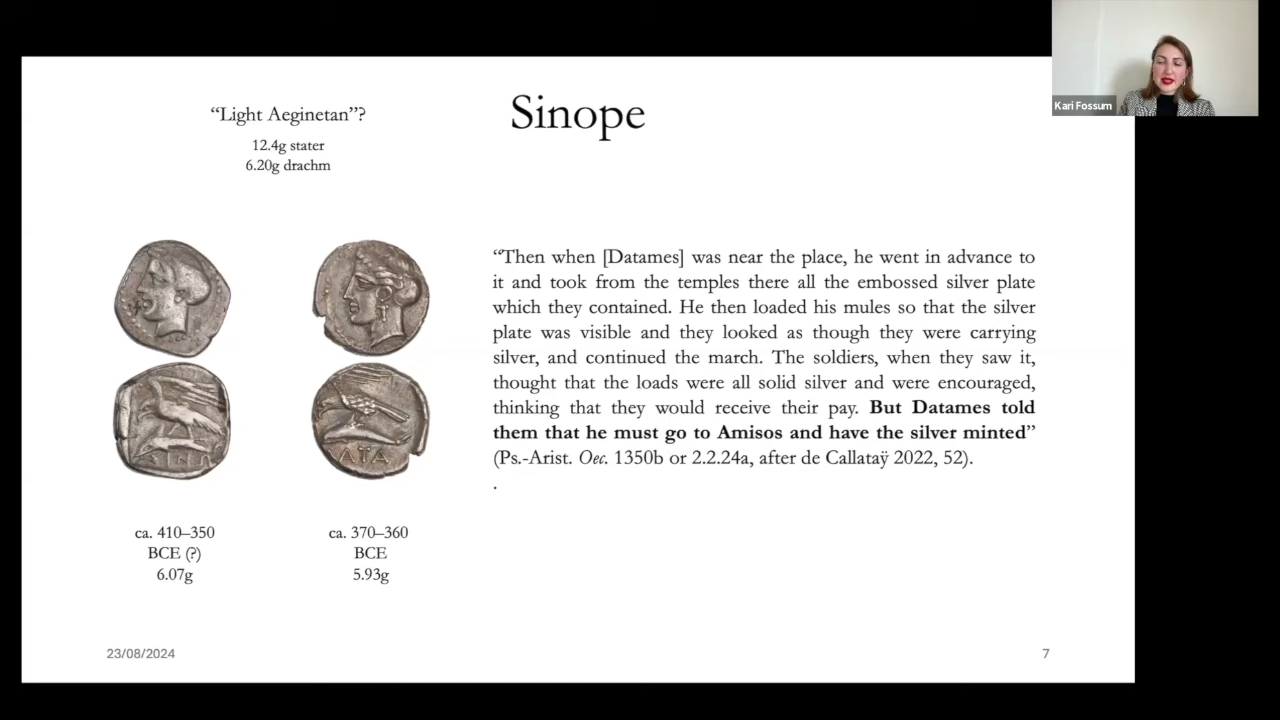 Kari Fossum
Sinope
“Light Aeginetan”?
12.4g stater
6.20g drachm
“Then when [Datames] was near the place, he went in advance to
it and took from the temples there all the embossed silver plate
which they contained. He then loaded his mules so that the silver
plate was visible and they looked as though they were carrying
silver, and continued the march. The soldiers, when they saw it,
thought that the loads were all solid silver and were encouraged,
thinking that they would receive their pay. But Datames told
them that he must go to Amisos and have the silver minted”
(Ps.-Arist. Oec. 1350b or 2.2.24a, after de Callataÿ 2022, 52).
.
ca. 410–350
BCE (?)
6.07g
ca. 370–360
BCE
5.93g
23/08/2024
7